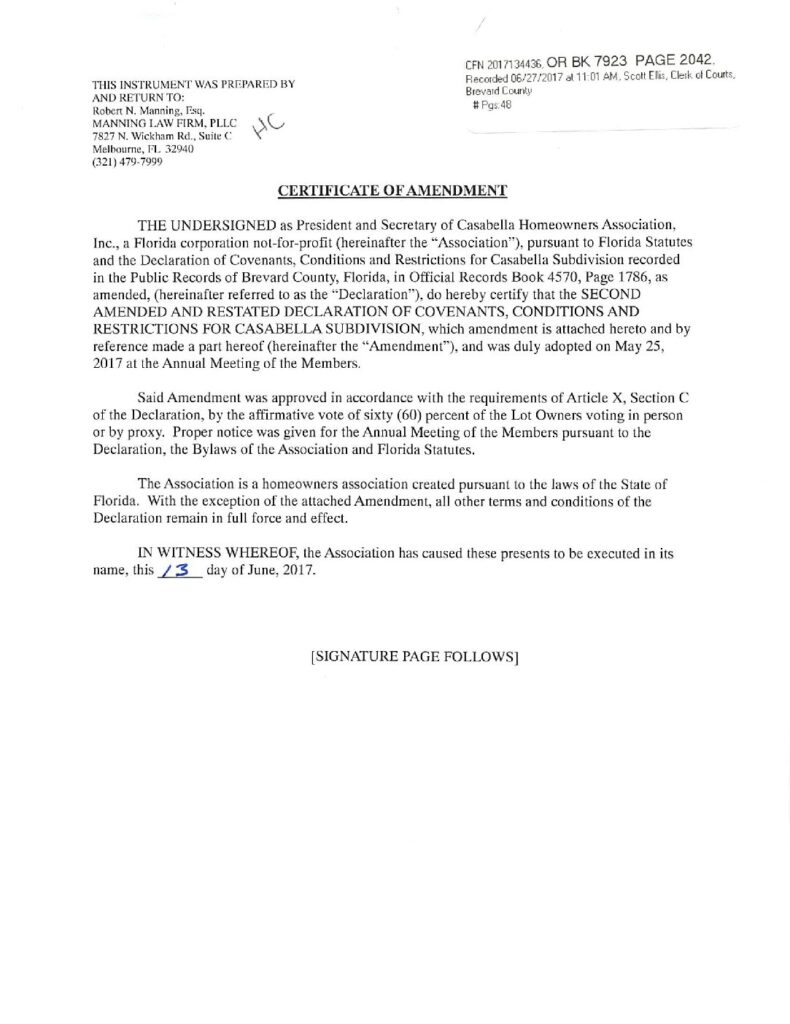 CFN 2017134436, OR BK 7923 PAGE 2042,
Recorded 06/27/2017 at 11:01 AM, Scott Ellis, Clerk of Courts,
Brevard County
# Pgs:48
THIS INSTRUMENT WAS PREPARED BY
AND RETURN TO:
Robert N. Manning, Esq.
MANNING LAW FIRM, PLLC
7827 N. Wickham Rd., Suite C
Melbourne, FL 32940
(321) 479-7999
HC
CERTIFICATE OF AMENDMENT
THE UNDERSIGNED as President and Secretary of Casabella Homeowners Association,
Inc., a Florida corporation not-for-profit (hereinafter the “Association”), pursuant to Florida Statutes
and the Declaration of Covenants, Conditions and Restrictions for Casabella Subdivision recorded
in the Public Records of Brevard County, Florida, in Official Records Book 4570, Page 1786, as
amended, (hereinafter referred to as the “Declaration”), do hereby certify that the SECOND
AMENDED AND RESTATED DECLARATION OF COVENANTS, CONDITIONS AND
RESTRICTIONS FOR CASABELLA SUBDIVISION, which amendment is attached hereto and by
reference made a part hereof (hereinafter the “Amendment”), and was duly adopted on May 25,
2017 at the Annual Meeting of the Members.
Said Amendment was approved in accordance with the requirements of Article X, Section C
of the Declaration, by the affirmative vote of sixty (60) percent of the Lot Owners voting in person
or by proxy. Proper notice was given for the Annual Meeting of the Members pursuant to the
Declaration, the Bylaws of the Association and Florida Statutes.
The Association is a homeowners association created pursuant to the laws of the State of
Florida. With the exception of the attached Amendment, all other terms and conditions of the
Declaration remain in full force and effect.
IN WITNESS WHEREOF, the Association has caused these presents to be executed in its
name, this 13 day of June, 2017.
[SIGNATURE PAGE FOLLOWS]